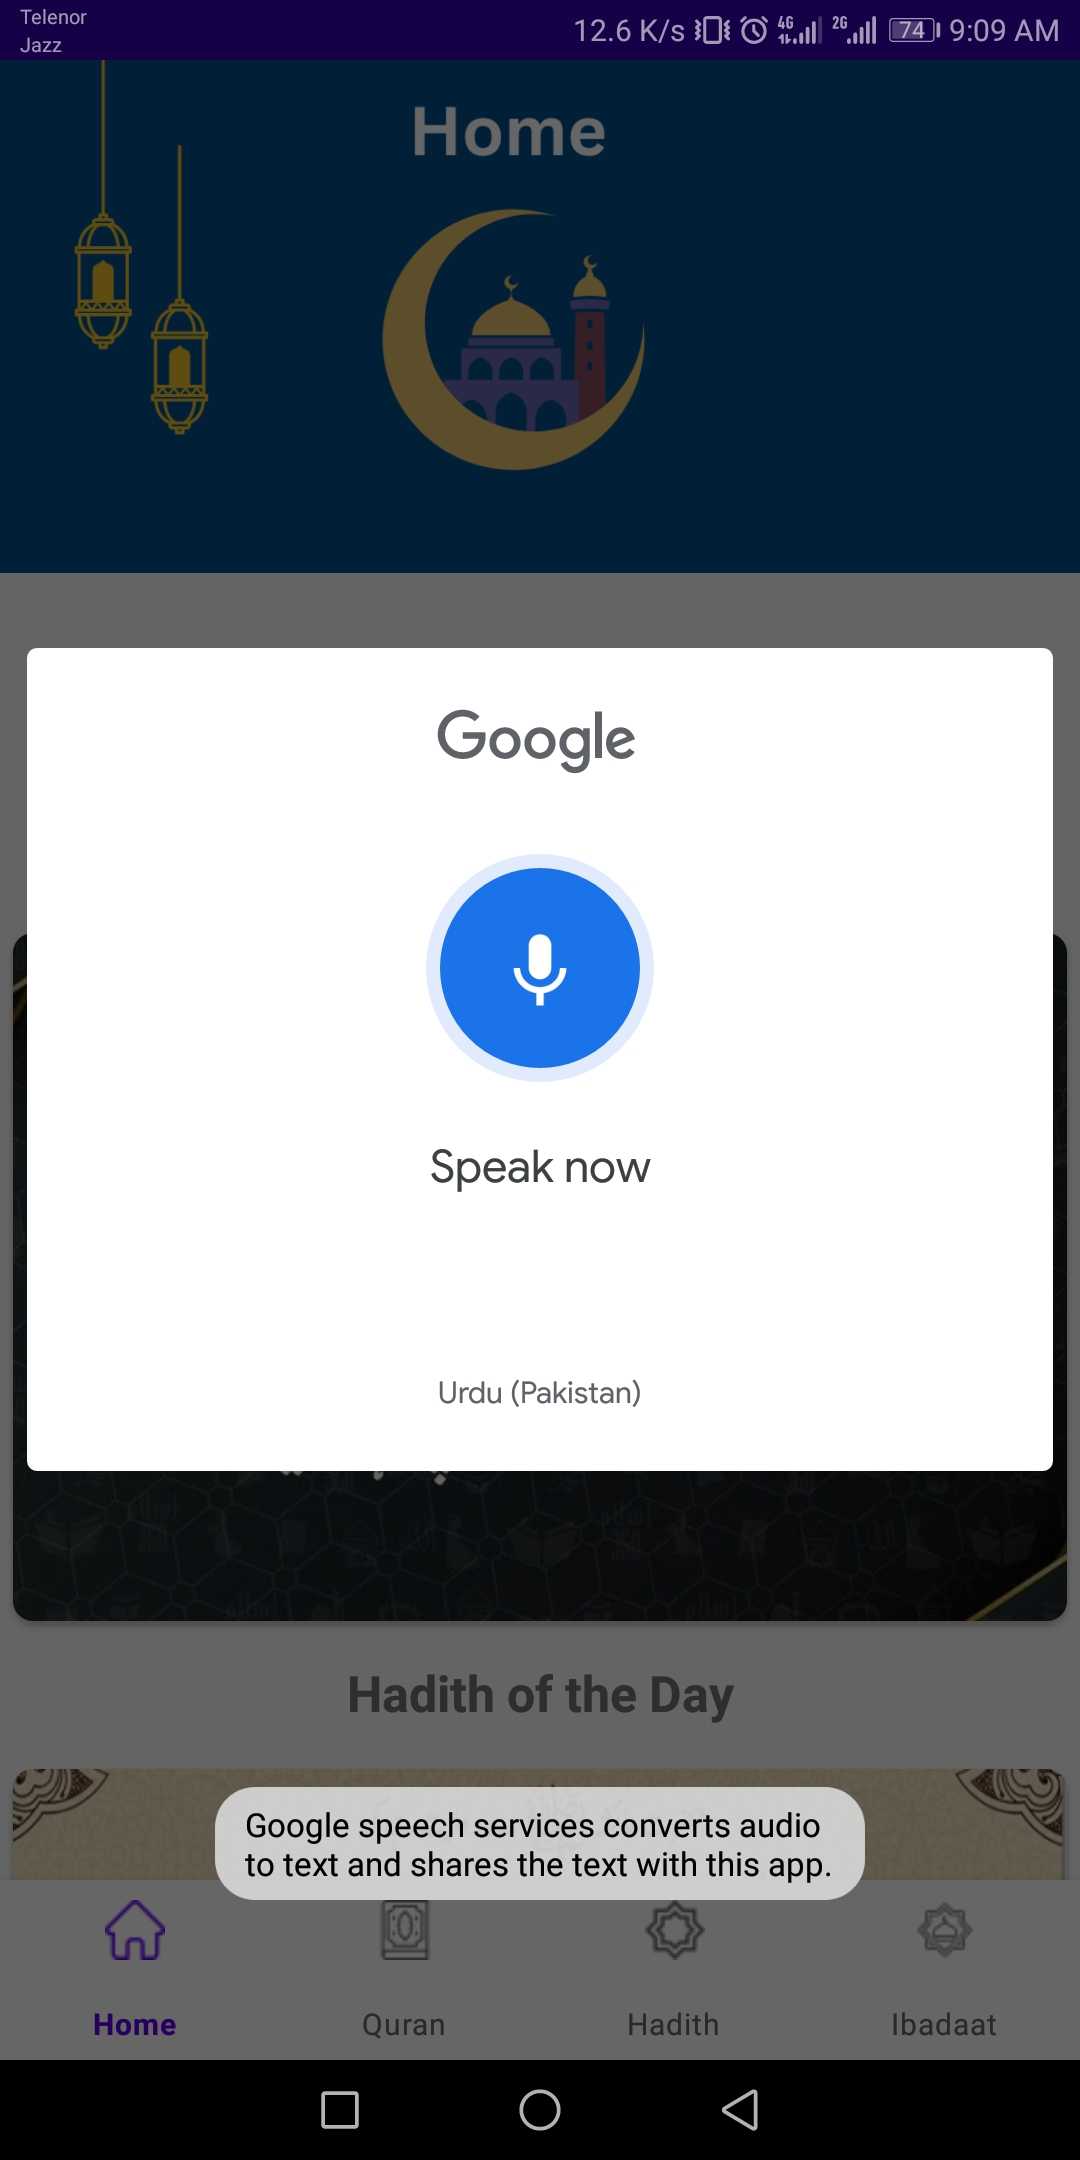 Telenor
Jazz
12.6 K/s 4G 2G 74 9:09 AM
Home
Google
Speak now
Urdu (Pakistan)
Hadith of the Day
Google speech services converts audio
to text and shares the text with this app.
Home Quran Hadith Ibadaat